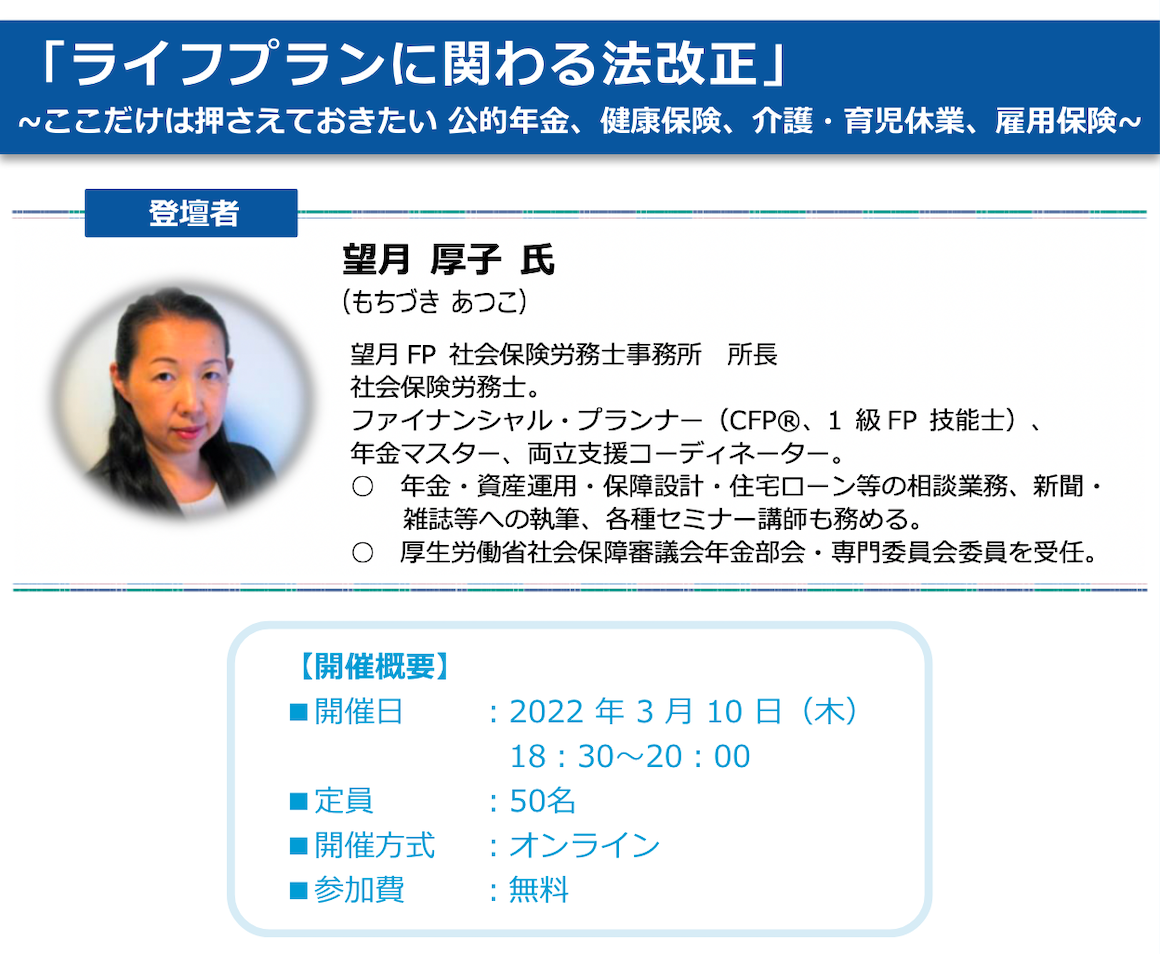 「ライフプランに関わる法改正」
~ここだけは押さえておきたい 公的年金、健康保険、介護・育児休業、雇用保険~
登壇者
望月 厚子 氏
（もちづき あつこ）
望月 FP 社会保険労務士事務所　所長
社会保険労務士。
ファイナンシャル・プランナー（CFP®、1 級 FP 技能士）、
年金マスター、両立支援コーディネーター。
○　年金・資産運用・保障設計・住宅ローン等の相談業務、新聞・
雑誌等への執筆、各種セミナー講師も務める。
○　厚生労働省社会保障審議会年金部会・専門委員会委員を受任。
【開催概要】
■開催日　：2022 年 3 月 10 日（木）
18：30～20：00
■定員　：50名
■開催方式　：オンライン
■参加費　：無料